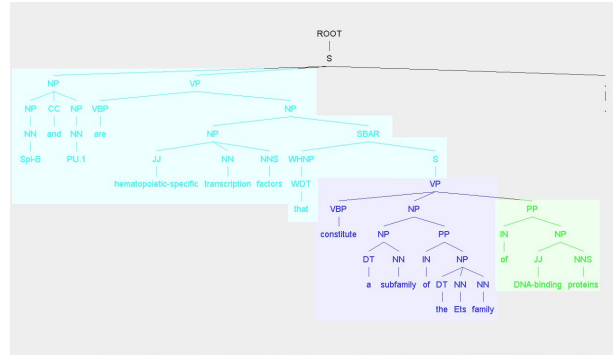 ROOT
S
NP VP .
NP CC NP VBP NP
NN and NN are NP SBAR
Spi-B PU.1 JJ NN NNS WHNP S
hematopoietic-specific transcription factors WDT VP
that
VBP NP PP
constitute NP PP IN NP
DT NN IN NP of JJ NNS
a subfamily of DT NN NN DNA-binding proteins
the Ets family